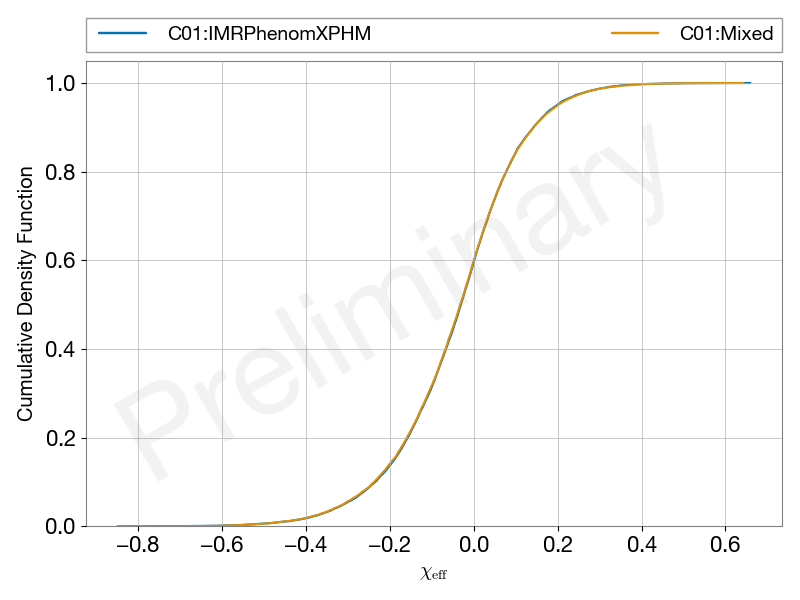 C01:IMRPhenomXPHM C01:Mixed
Preliminary
Cumulative Density Function
1.0
0.8
0.6
0.4
0.2
0.0
−0.8 −0.6 −0.4 −0.2 0.0 0.2 0.4 0.6
χeff